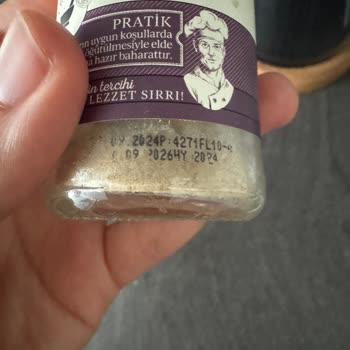 PRATİK
uygun koşullarda
öğütülmesiyle elde
hazır baharattır.
tercihi
LEZZET SIRRI!
09.2024P:4271FL10
09 2026HY 2024